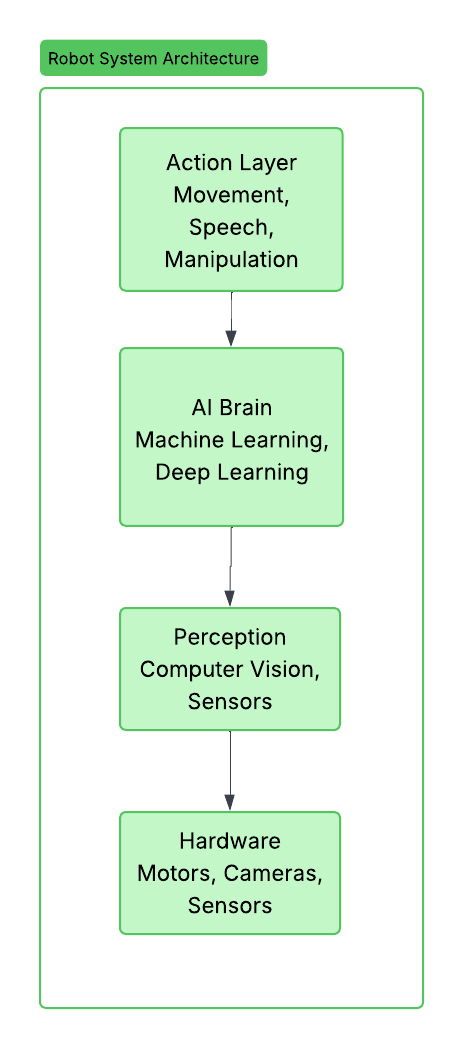 Robot System Architecture
Action Layer
Movement,
Speech,
Manipulation
AI Brain
Machine Learning,
Deep Learning
Perception
Computer Vision,
Sensors
Hardware
Motors, Cameras,
Sensors